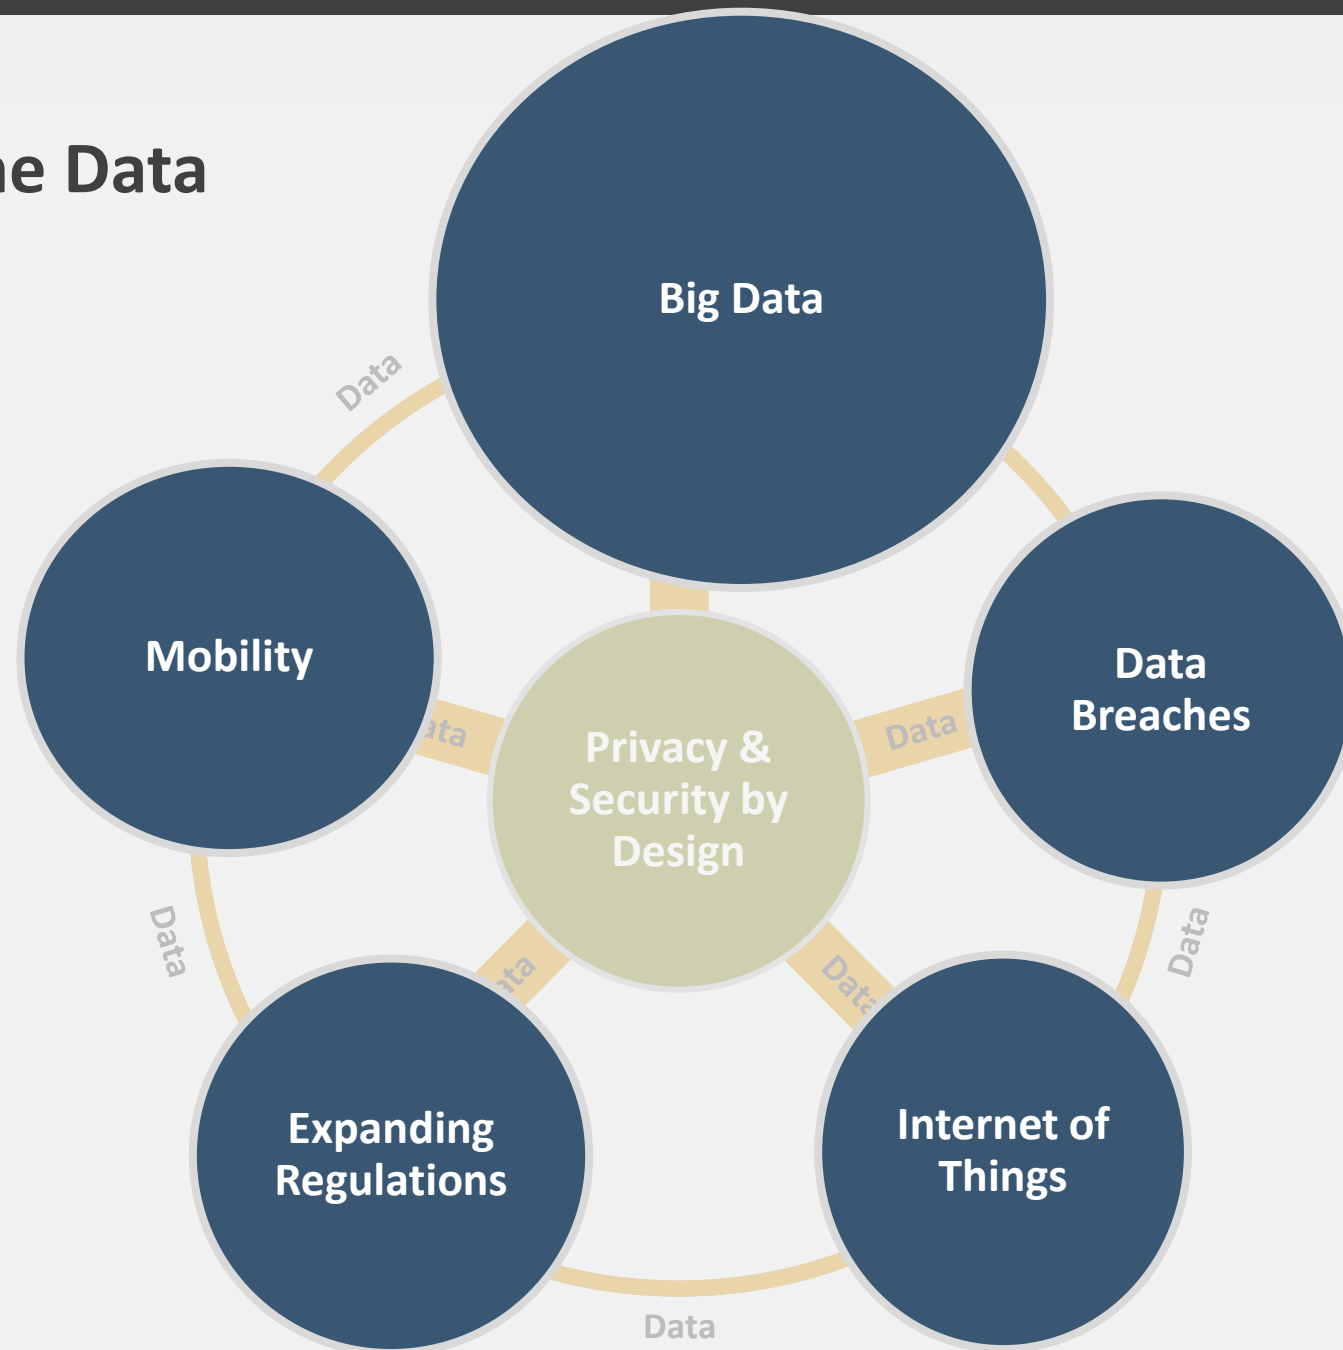 Data
Big Data
Data
Mobility
Data
Breaches
Data
Privacy &
Security by
Design
Data
Data
Data
Expanding
Regulations
Internet of
Things
Data